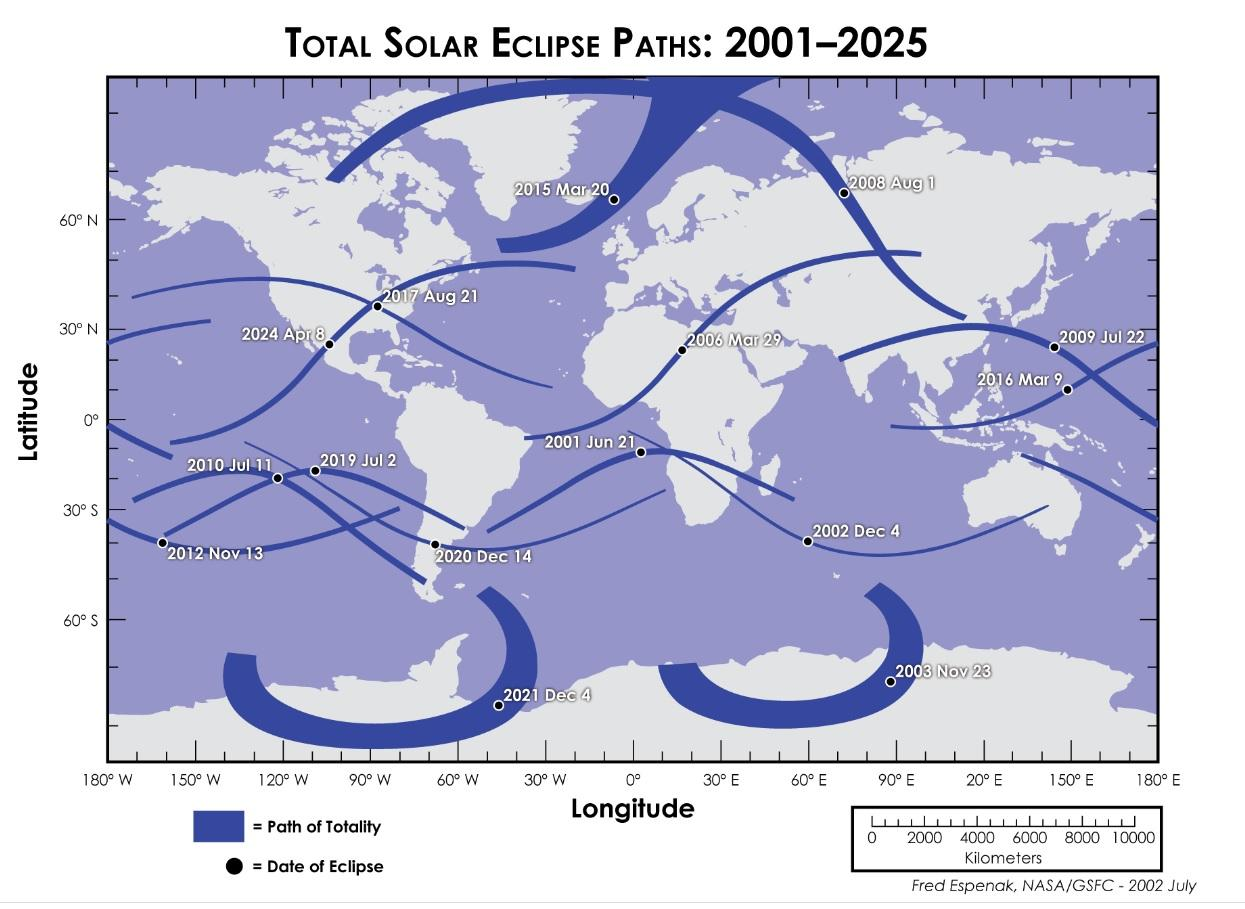 Total Solar Eclipse Paths: 2001–2025
2015 Mar 20
2008 Aug 1
60° N
2017 Aug 21
2024 Apr 8
30° N
2006 Mar 29
2009 Jul 22
2016 Mar 9
Latitude
0°
2001 Jun 21
2010 Jul 11
2019 Jul 2
30° S
2002 Dec 4
2012 Nov 13
2020 Dec 14
60° S
2003 Nov 23
2021 Dec 4
180° W 150° W 120° W 90° W 60° W 30° W 0° 30° E 60° E 90° E 20° E 150° E 180° E
Longitude
= Path of Totality
= Date of Eclipse
0 2000 4000 6000 8000 10000
Kilometers
Fred Espenak, NASA/GSFC - 2002 July